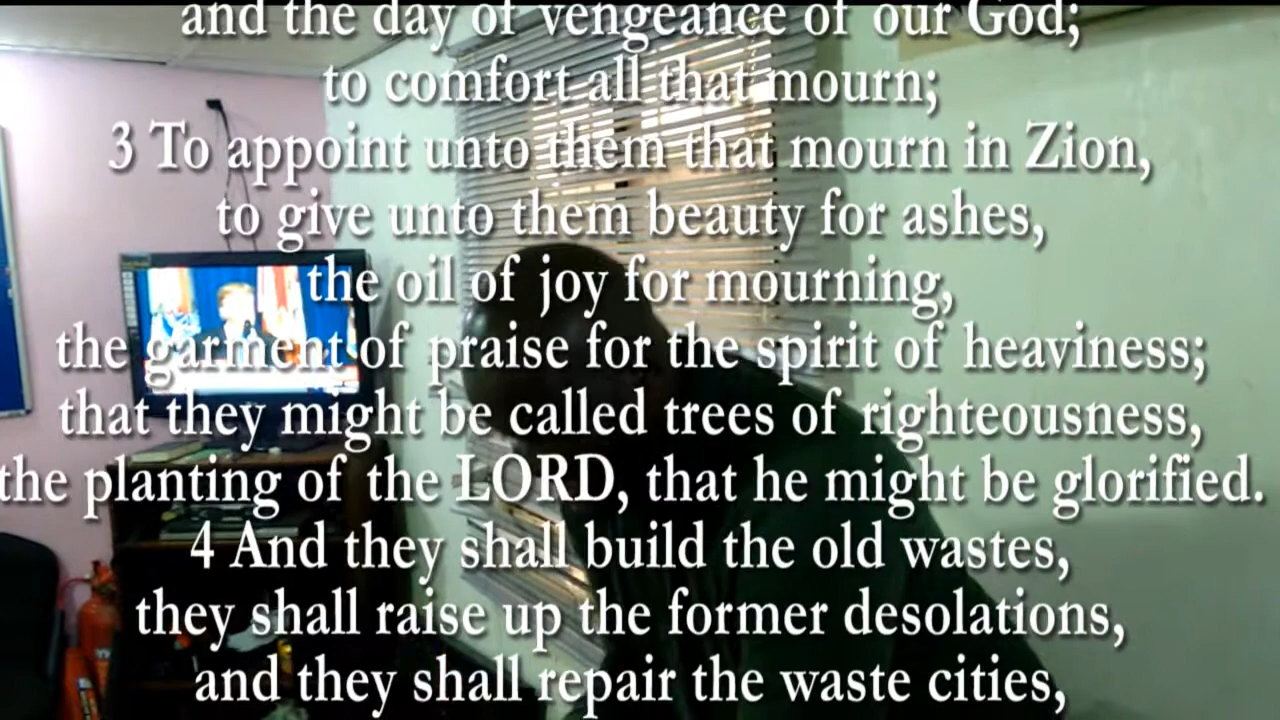 and the day of vengeance of our God;
to comfort all that mourn;
3 To appoint unto them that mourn in Zion,
to give unto them beauty for ashes,
the oil of joy for mourning,
the garment of praise for the spirit of heaviness;
that they might be called trees of righteousness,
the planting of the LORD, that he might be glorified.
4 And they shall build the old wastes,
they shall raise up the former desolations,
and they shall repair the waste cities,